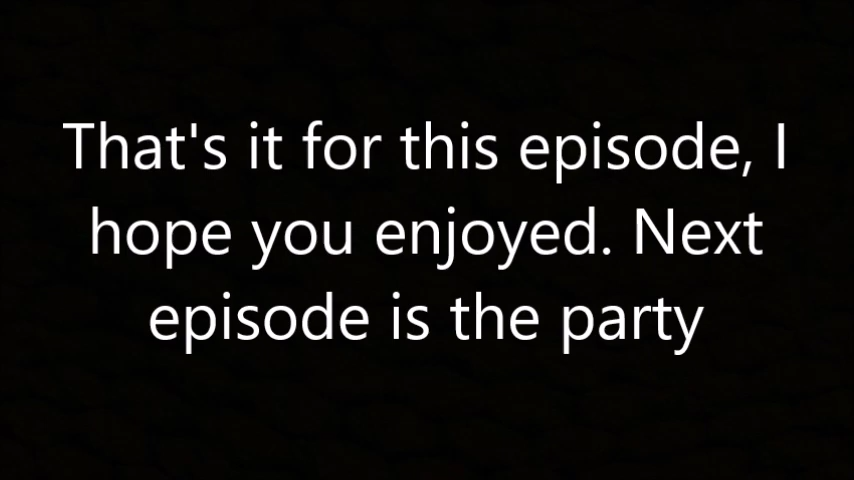 That's it for this episode, I
hope you enjoyed. Next
episode is the party